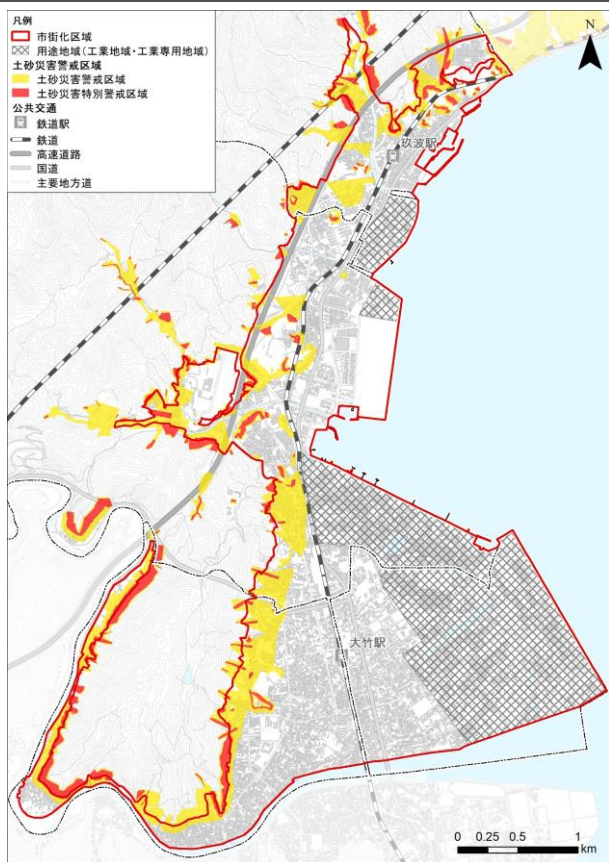 凡例
市街化区域
用途地域(工業地域・工業専用地域)
土砂災害警戒区域
土砂災害警戒区域
土砂災害特別警戒区域
公共交通
鉄道駅
鉄道
高速道路
国道
主要地方道
N
玖波駅
大竹駅
0 0.25 0.5 1
km